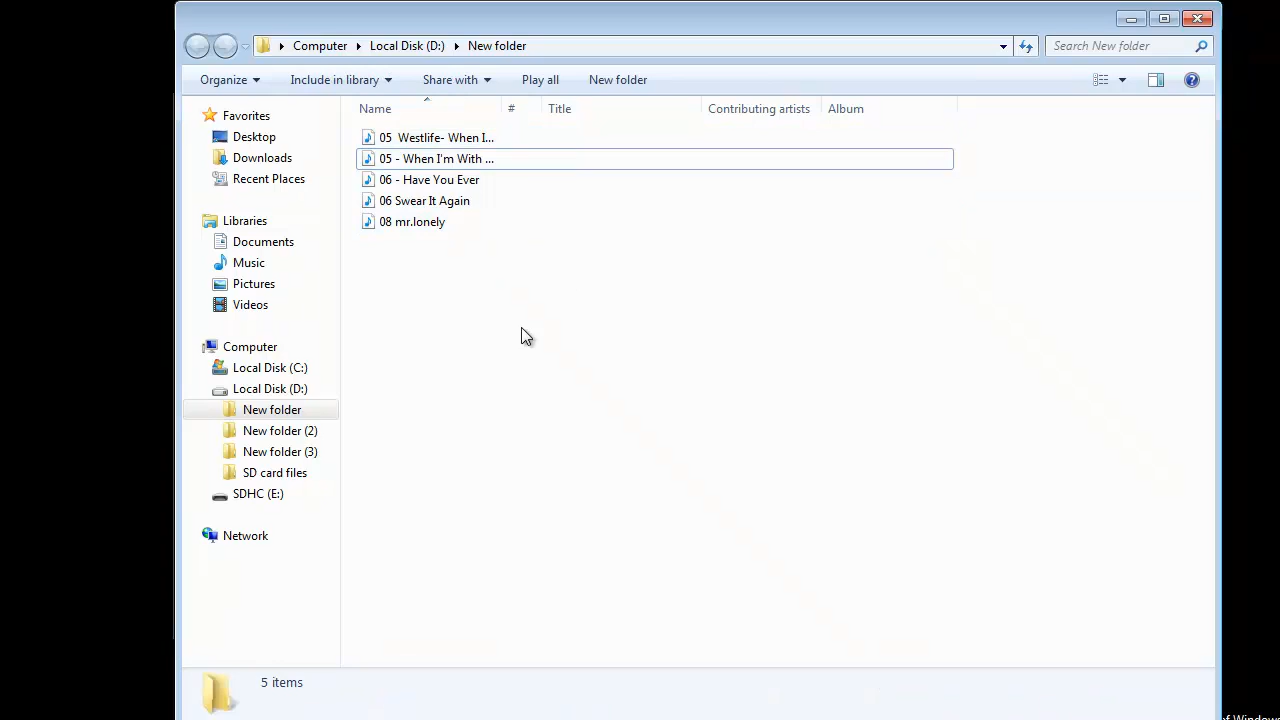 Computer Local Disk (D:) New folder
Search New folder
Organize Include in library Share with Play all New folder
Name # Title Contributing artists Album
Favorites
Desktop
Downloads
Recent Places
Libraries
Documents
Music
Pictures
Videos
Computer
Local Disk (C:)
Local Disk (D:)
New folder
New folder (2)
New folder (3)
SD card files
SDHC (E:)
Network
05 Westlife- When I...
05 - When I'm With ...
06 - Have You Ever
06 Swear It Again
08 mr.lonely
5 items